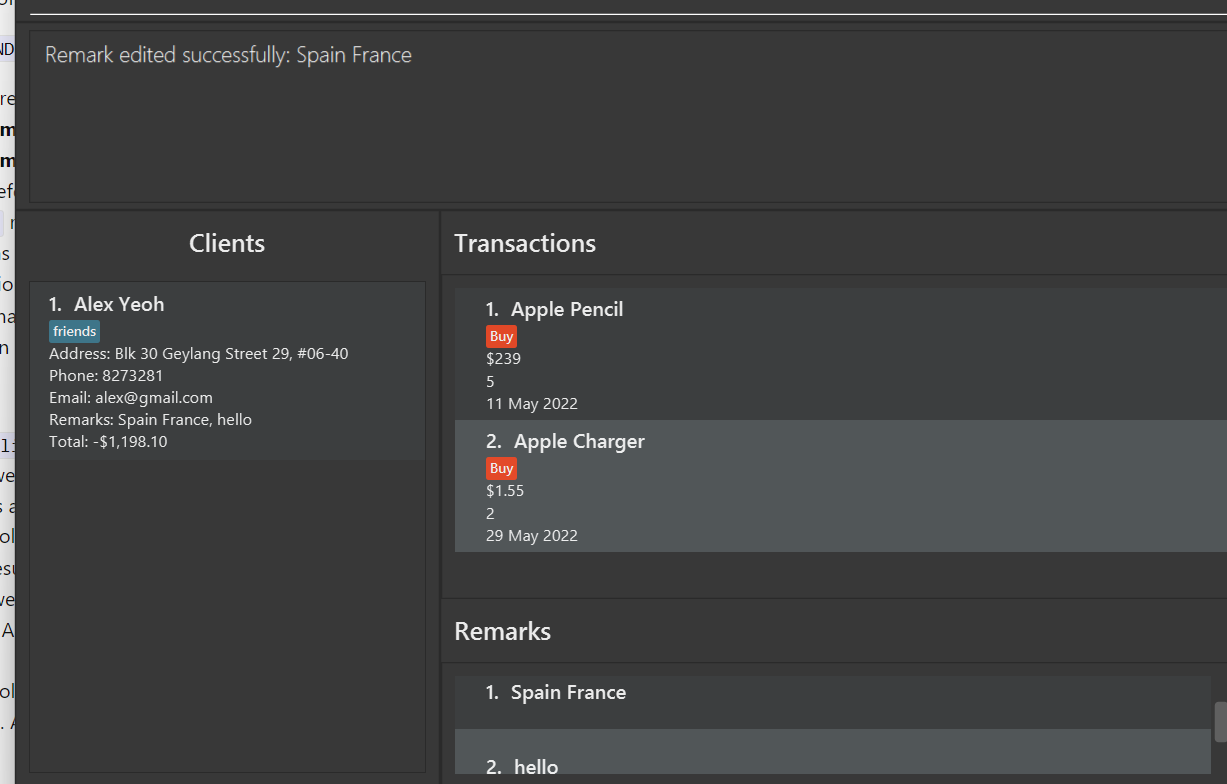 Remark edited successfully: Spain France
Clients
1. Alex Yeoh
friends
Address: Blk 30 Geylang Street 29, #06-40
Phone: 8273281
Email: alex@gmail.com
Remarks: Spain France, hello
Total: -$1,198.10
Transactions
1. Apple Pencil
Buy
$239
5
11 May 2022
2. Apple Charger
Buy
$1.55
2
29 May 2022
Remarks
1. Spain France
2. hello